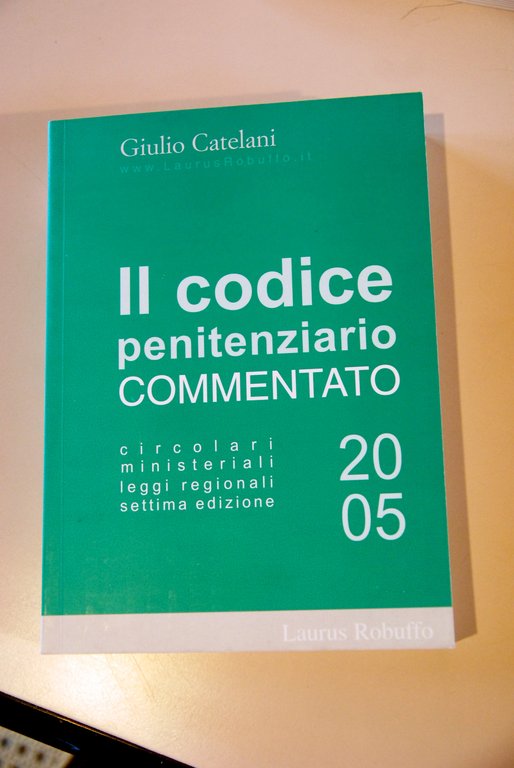 Giulio Catelani
www.LaurusRobuffo.it
Il codice
penitenziario
COMMENTATO
circolari
ministeriali
leggi regionali
settima edizione
20
05
Laurus Robuffo